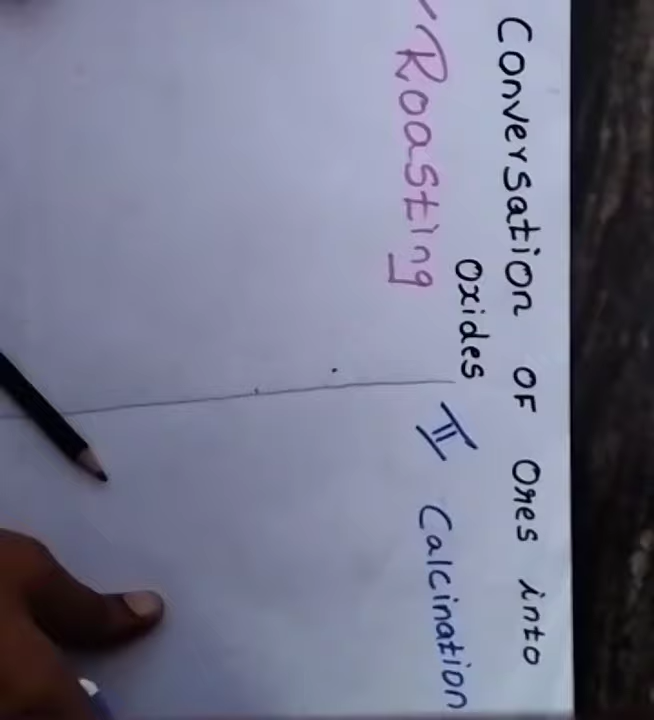 Conversation OF Ores into
Oxides
Roasting
II Calcination